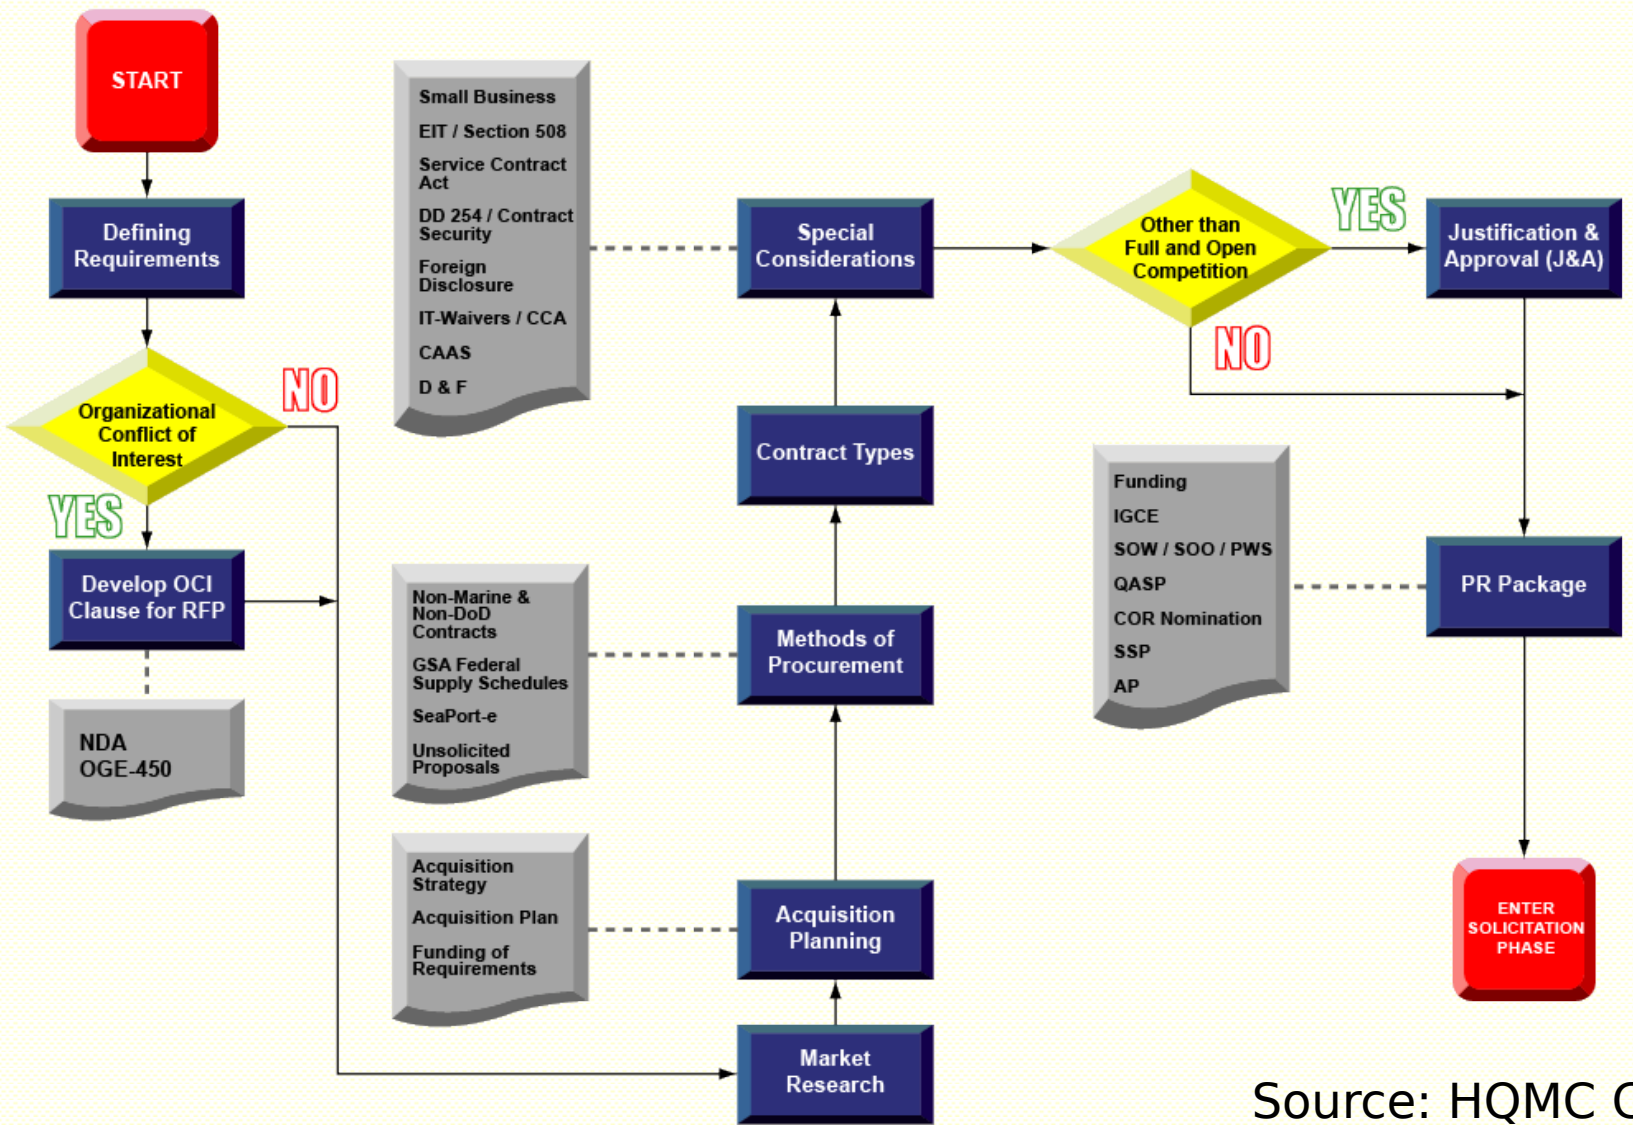 START
Defining
Requirements
Organizational
Conflict of
Interest
NO
YES
Develop OCI
Clause for RFP
NDA
OGE-450
Small Business
EIT / Section 508
Service Contract
Act
DD 254 / Contract
Security
Foreign
Disclosure
IT-Waivers / CCA
CAAS
D & F
Non-Marine &
Non-DoD
Contracts
GSA Federal
Supply Schedules
SeaPort-e
Unsolicited
Proposals
Acquisition
Strategy
Acquisition Plan
Funding of
Requirements
Special
Considerations
Contract Types
Methods of
Procurement
Acquisition
Planning
Market
Research
Other than
Full and Open
Competition
YES
NO
Justification &
Approval (J&A)
Funding
IGCE
SOW / SOO / PWS
QASP
COR Nomination
SSP
AP
PR Package
ENTER
SOLICITATION
PHASE
Source: HQMC